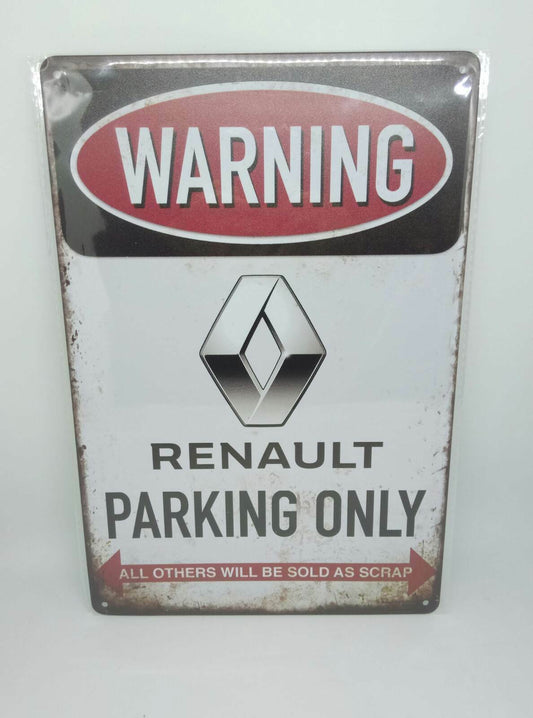 WARNING
RENAULT
PARKING ONLY
ALL OTHERS WILL BE SOLD AS SCRAP